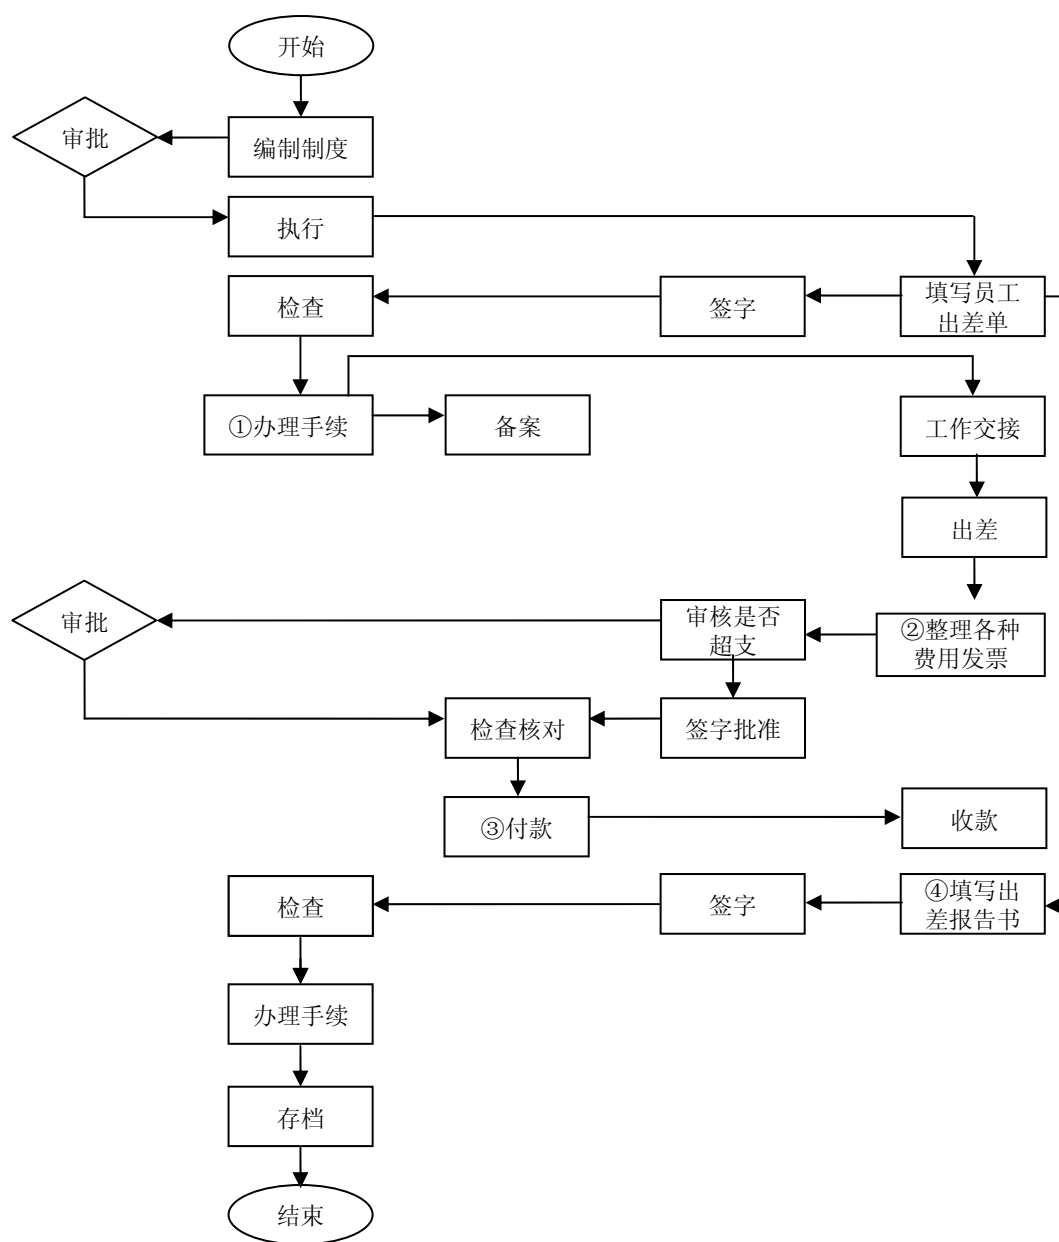 开始
审批
编制制度
执行
检查
签字
填写员工
出差单
①办理手续
备案
工作交接
出差
审批
审核是否
超支
②整理各种
费用发票
检查核对
签字批准
③付款
收款
检查
签字
④填写出
差报告书
办理手续
存档
结束